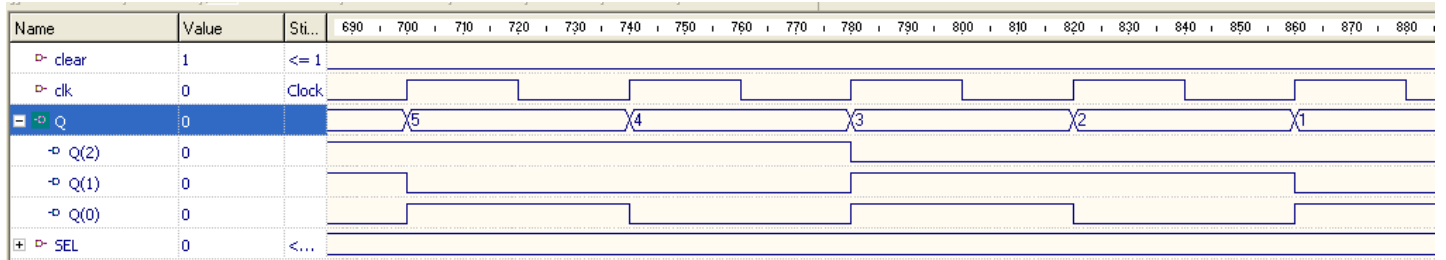 Name Value Sti... 690 700 710 720 730 740 750 760 770 780 790 800 810 820 830 840 850 860 870 880
clear 1 <= 1
clk 0 Clock
Q 0 5 4 3 2 1
Q(2) 0
Q(1) 0
Q(0) 0
SEL 0 <...